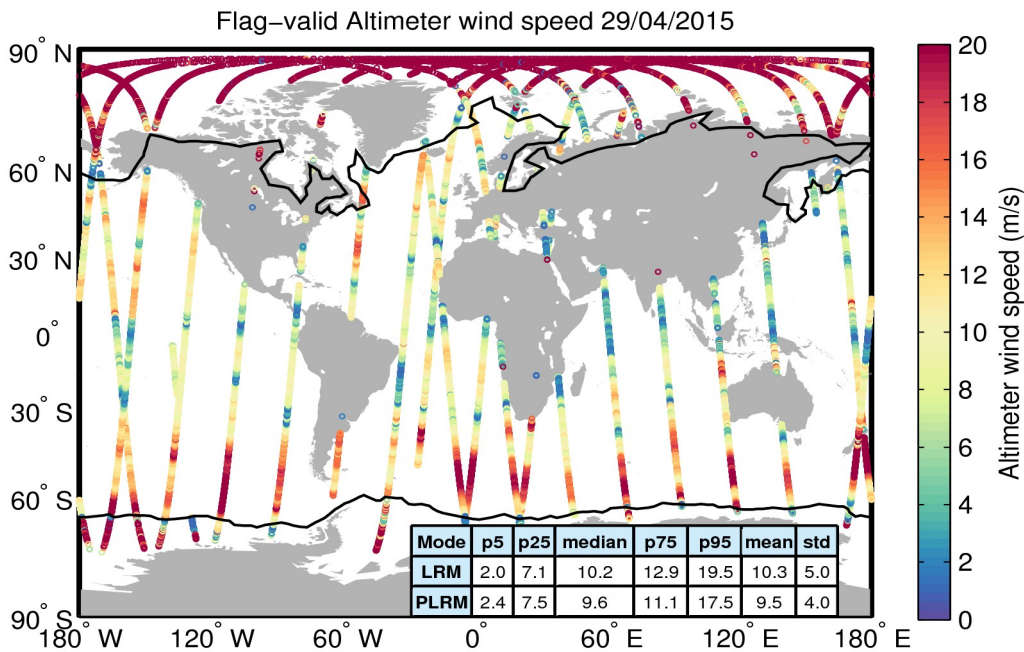 Flag−valid Altimeter wind speed 29/04/2015
90° N
60° N
30° N
0°
30° S
60° S
90° S
180° W
120° W
60° W
0°
60° E
120° E
180° E
Mode p5 p25 median p75 p95 mean std
LRM 2.0 7.1 10.2 12.9 19.5 10.3 5.0
PLRM 2.4 7.5 9.6 11.1 17.5 9.5 4.0
20
18
16
14
12
10
8
6
4
2
0
Altimeter wind speed (m/s)